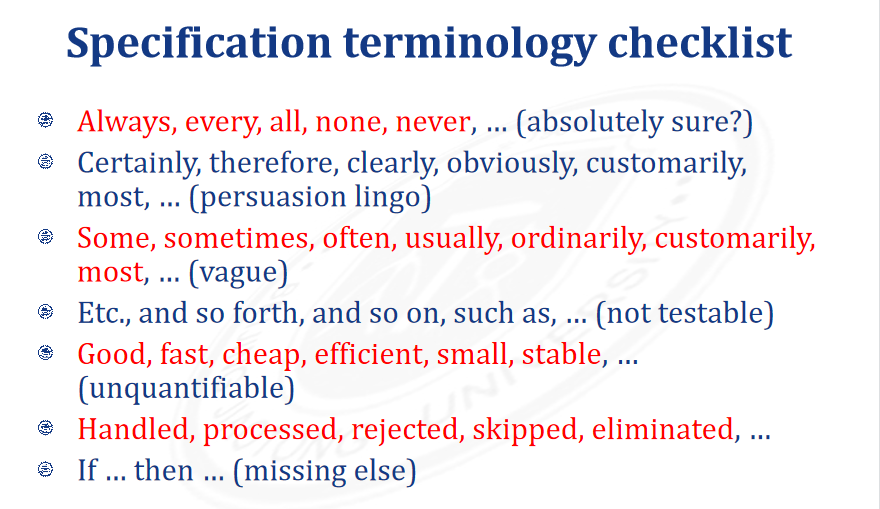 Specification terminology checklist
Always, every, all, none, never, … (absolutely sure?)
Certainly, therefore, clearly, obviously, customarily,
most, … (persuasion lingo)
Some, sometimes, often, usually, ordinarily, customarily,
most, … (vague)
Etc., and so forth, and so on, such as, … (not testable)
Good, fast, cheap, efficient, small, stable, …
(unquantifiable)
Handled, processed, rejected, skipped, eliminated, …
If … then … (missing else)